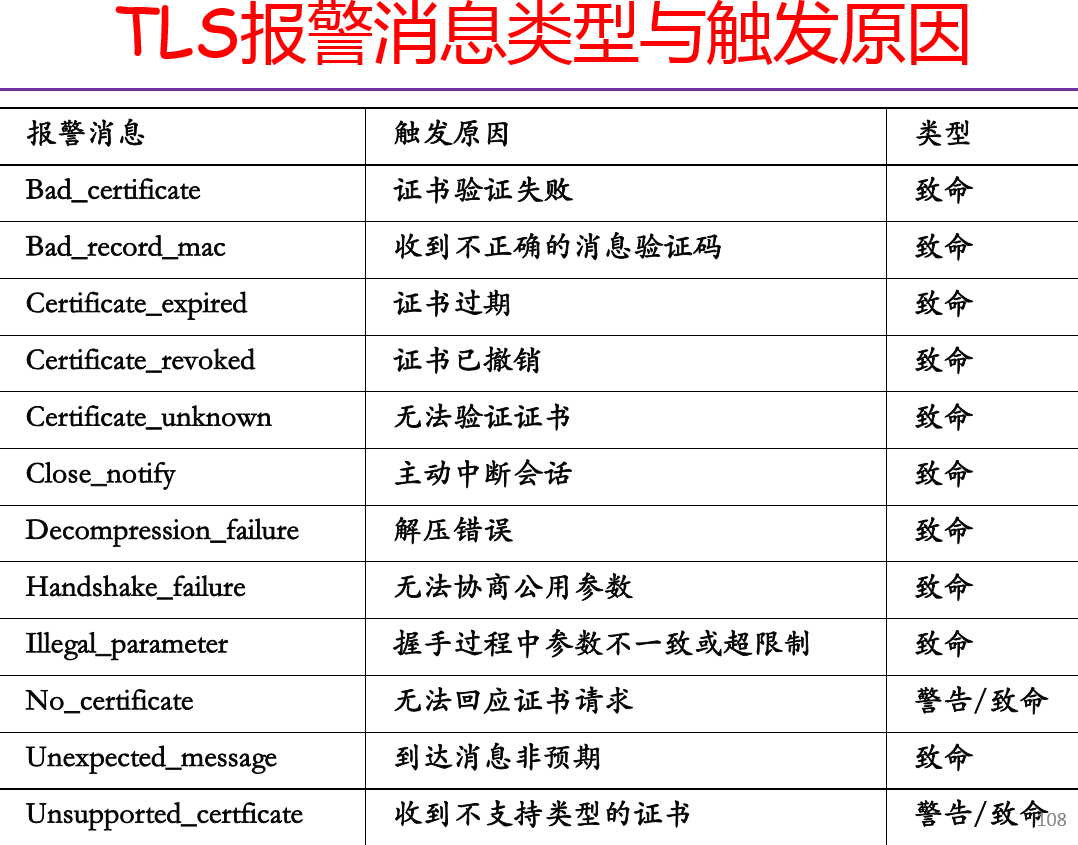 TLS报警消息类型与触发原因
报警消息 触发原因 类型
Bad_certificate 证书验证失败 致命
Bad_record_mac 收到不正确的消息验证码 致命
Certificate_expired 证书过期 致命
Certificate_revoked 证书已撤销 致命
Certificate_unknown 无法验证证书 致命
Close_notify 主动中断会话 致命
Decompression_failure 解压错误 致命
Handshake_failure 无法协商公用参数 致命
Illegal_parameter 握手过程中参数不一致或超限制 致命
No_certificate 无法回应证书请求 警告/致命
Unexpected_message 到达消息非预期 致命
Unsupported_certficate 收到不支持类型的证书 警告/致命
108